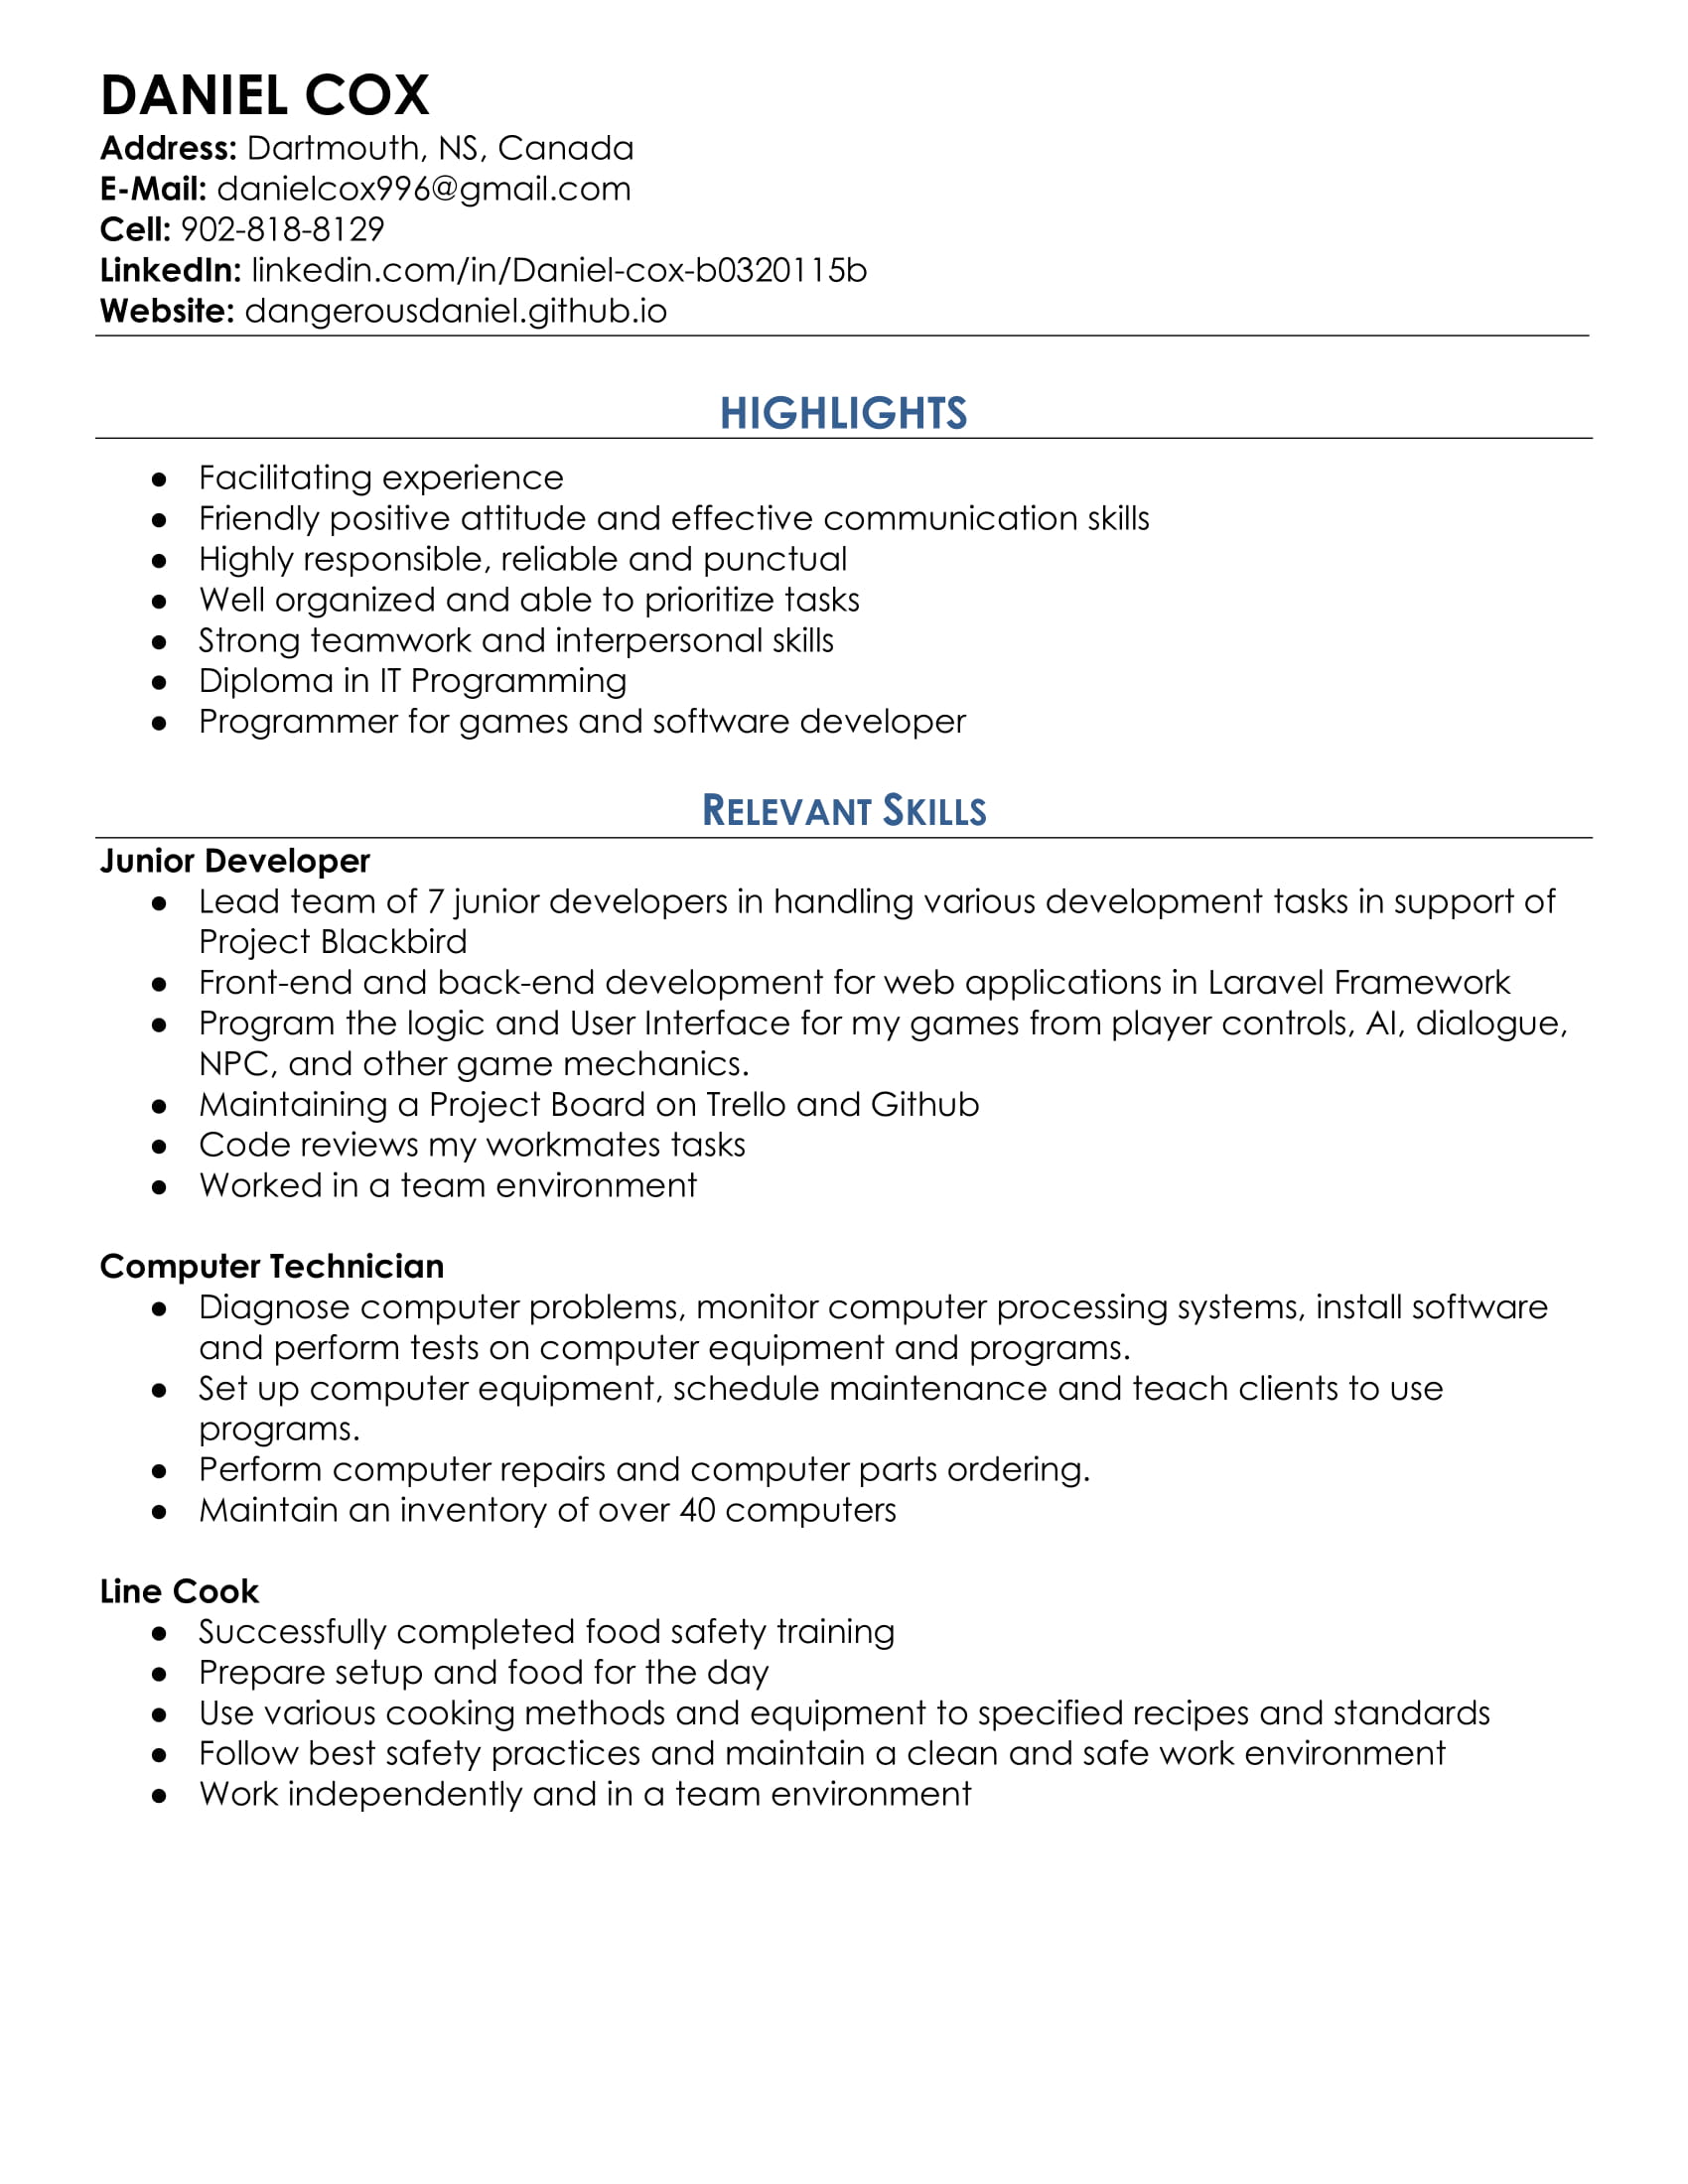 DANIEL COX
Address: Dartmouth, NS, Canada
E-Mail: danielcox996@gmail.com
Cell: 902-818-8129
LinkedIn: linkedin.com/in/Daniel-cox-b0320115b
Website: dangerousdaniel.github.io
HIGHLIGHTS
● Facilitating experience
● Friendly positive attitude and effective communication skills
● Highly responsible, reliable and punctual
● Well organized and able to prioritize tasks
● Strong teamwork and interpersonal skills
● Diploma in IT Programming
● Programmer for games and software developer
RELEVANT SKILLS
Junior Developer
● Lead team of 7 junior developers in handling various development tasks in support of
Project Blackbird
● Front-end and back-end development for web applications in Laravel Framework
● Program the logic and User Interface for my games from player controls, AI, dialogue,
NPC, and other game mechanics.
● Maintaining a Project Board on Trello and Github
● Code reviews my workmates tasks
● Worked in a team environment
Computer Technician
● Diagnose computer problems, monitor computer processing systems, install software
and perform tests on computer equipment and programs.
● Set up computer equipment, schedule maintenance and teach clients to use
programs.
● Perform computer repairs and computer parts ordering.
● Maintain an inventory of over 40 computers
Line Cook
● Successfully completed food safety training
● Prepare setup and food for the day
● Use various cooking methods and equipment to specified recipes and standards
● Follow best safety practices and maintain a clean and safe work environment
● Work independently and in a team environment